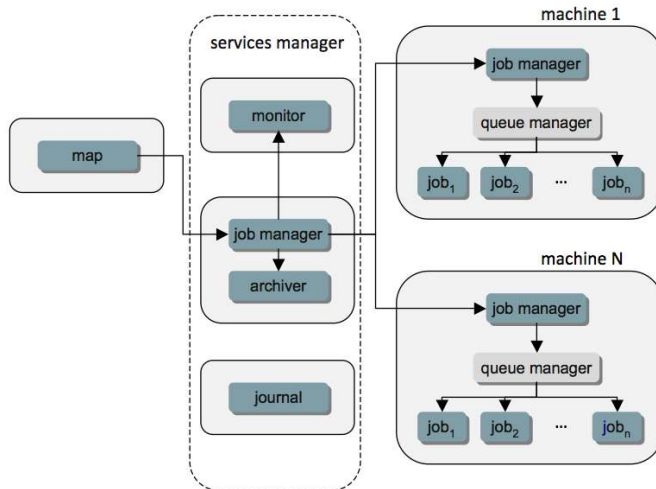 machine 1
services manager
job manager
monitor
queue manager
map
job₁ job₂ ... jobₙ
job manager
machine N
archiver
job manager
queue manager
journal
job₁ job₂ ... jobₙ